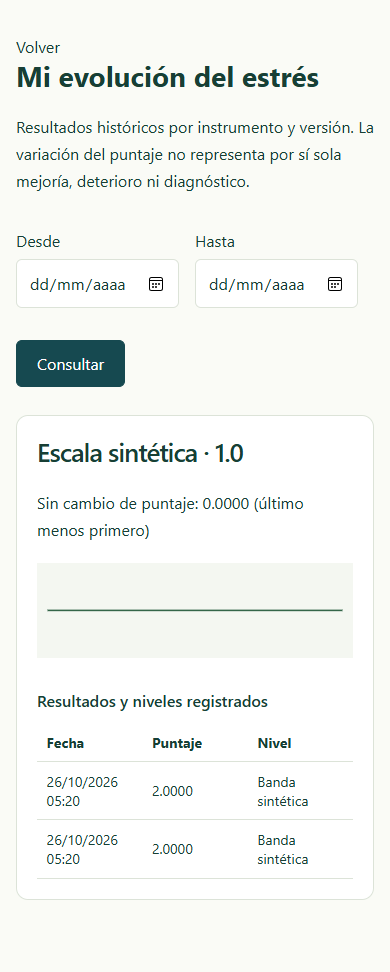 Volver
Mi evolución del estrés
Resultados históricos por instrumento y versión. La
variación del puntaje no representa por sí sola
mejoría, deterioro ni diagnóstico.
Desde
Hasta
dd/mm/aaaa
dd/mm/aaaa
Consultar
Escala sintética · 1.0
Sin cambio de puntaje: 0.0000 (último
menos primero)
Resultados y niveles registrados
Fecha Puntaje Nivel
26/10/2026
05:20
2.0000
Banda
sintética
26/10/2026
05:20
2.0000
Banda
sintética